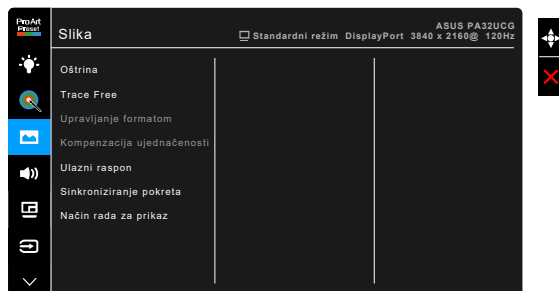 ProArt
Preset
Slika
ASUS PA32UCG
Standardni režim DisplayPort 3840 x 2160@ 120Hz
Oštrina
Trace Free
Upravljanje formatom
Kompenzacija ujednačenosti
Ulazni raspon
Sinkroniziranje pokreta
Način rada za prikaz